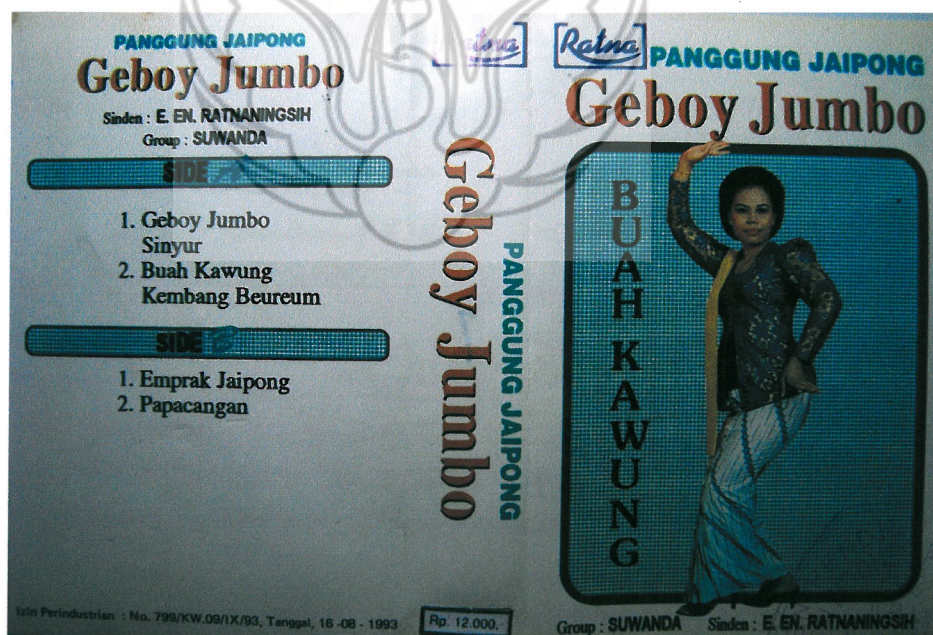 PANGGUNG JAIPONG
Geboy Jumbo
Sinden : E. EN. RATNANINGSIH
Group : SUWANDA
SIDE A
1. Geboy Jumbo
Sinyur
2. Buah Kawung
Kembang Beureum
SIDE B
1. Emprak Jaipong
2. Papacangan
Izin Perindustrian : No. 799/KW.09/IX/93, Tanggal, 16 -08 - 1993
Ratna
Geboy Jumbo
PANGGUNG JAIPONG
Rp. 12.000,-
Ratna
PANGGUNG JAIPONG
Geboy Jumbo
BUAH KAWUNG
Group : SUWANDA Sinden : E. EN. RATNANINGSIH